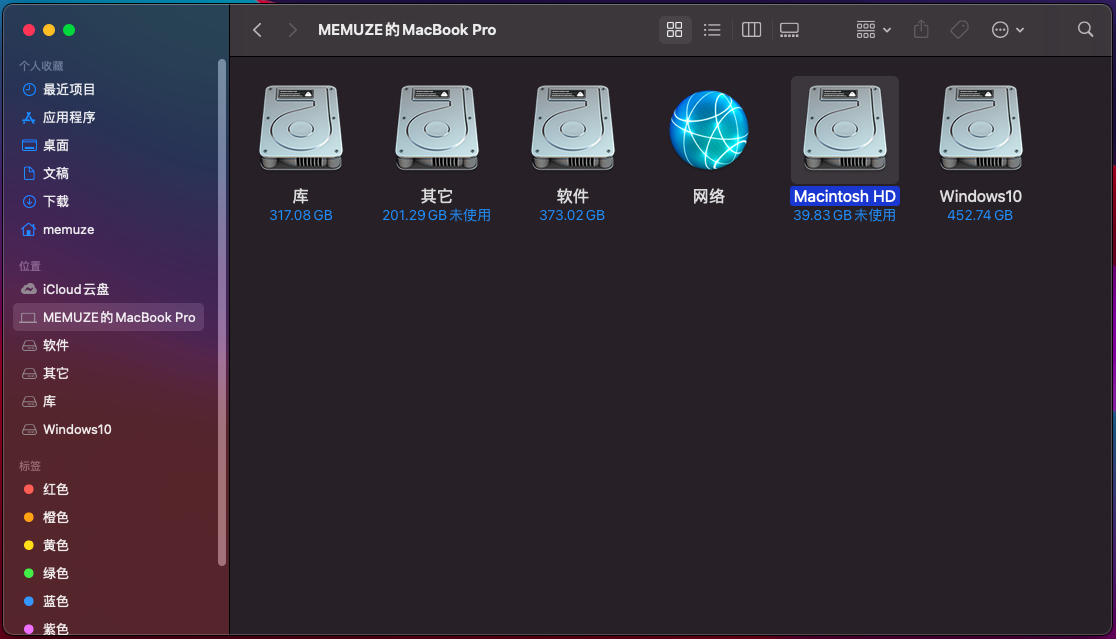 MEMUZE的MacBook Pro
个人收藏
最近项目
应用程序
桌面
文稿
下载
memuze
位置
iCloud云盘
MEMUZE的MacBook Pro
软件
其它
库
Windows10
标签
红色
橙色
黄色
绿色
蓝色
紫色
库
317.08 GB
其它
201.29 GB未使用
软件
373.02 GB
网络
Macintosh HD
39.83 GB未使用
Windows10
452.74 GB